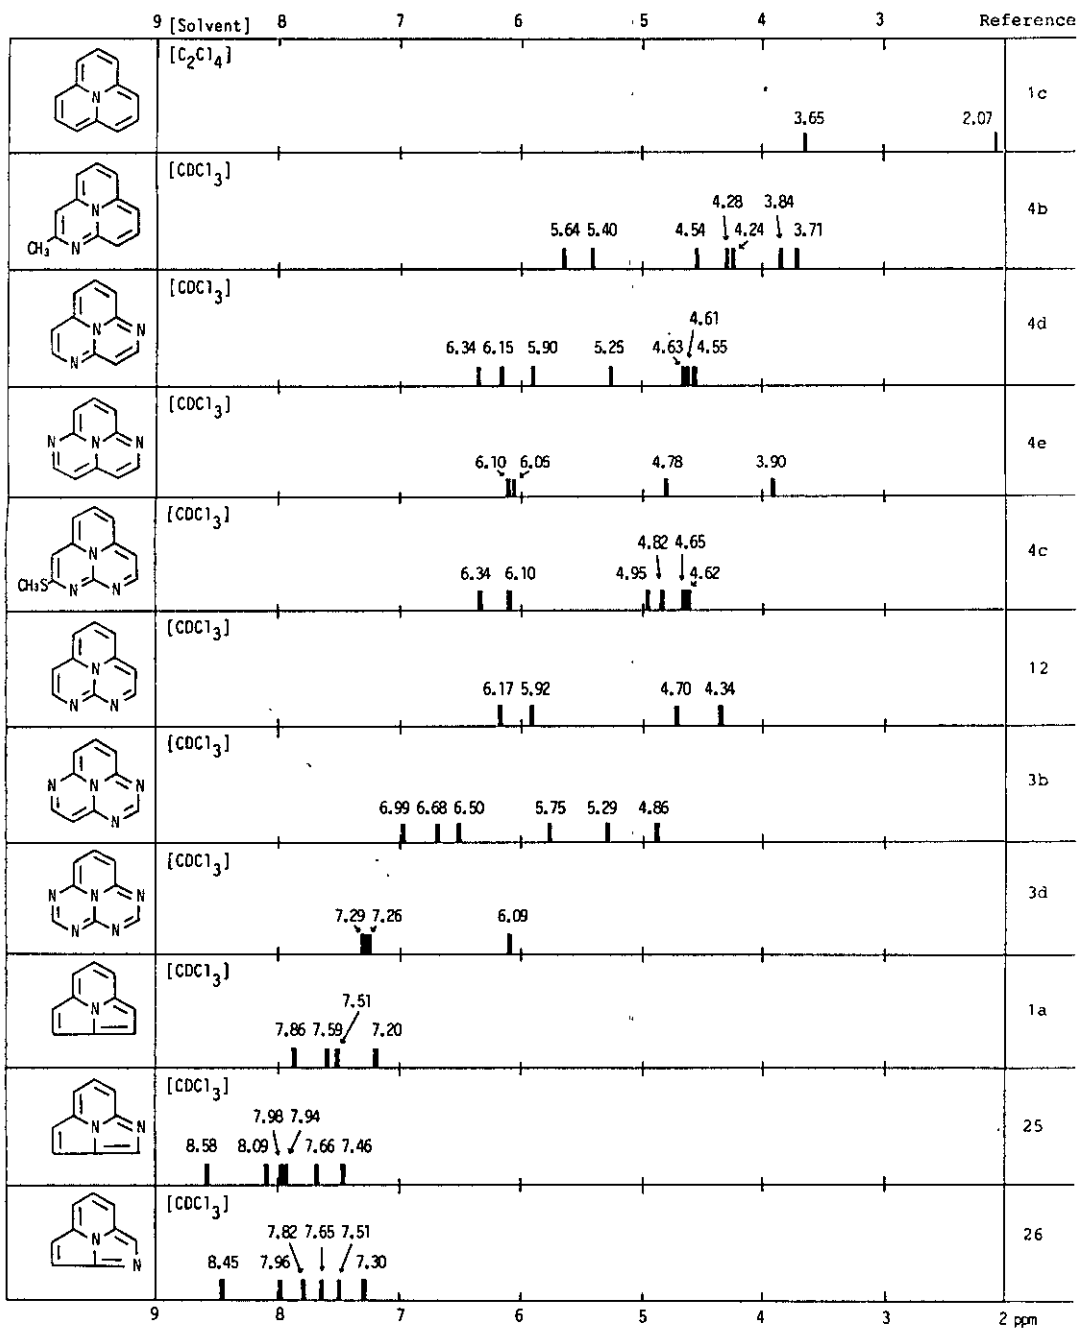 9 [Solvent] 8 7 6 5 4 3 Reference
[C2Cl4]
N
1c
3.65 2.07
[CDCl3]
N
CH3 N
4b
4.28 3.84
5.64 5.40 4.54 4.24 3.71
[CDCl3]
N N
N
4d
4.61
6.34 6.15 5.90 5.25 4.63 4.55
[CDCl3]
N N N
4e
6.10 6.05 4.78 3.90
[CDCl3]
N
CH3S N N
4c
4.82 4.65
6.34 6.10 4.95 4.62
[CDCl3]
N
N N
12
6.17 5.92 4.70 4.34
[CDCl3]
N N N
N
3b
6.99 6.68 6.50 5.75 5.29 4.86
[CDCl3]
N N N
N N
3d
7.29 7.26 6.09
[CDCl3]
N
1a
7.51
7.86 7.59 7.20
[CDCl3]
N N
25
7.98 7.94
8.58 8.09 7.66 7.46
[CDCl3]
N
N
26
7.82 7.65 7.51
8.45 7.96 7.30
9 8 7 6 5 4 3 2 ppm